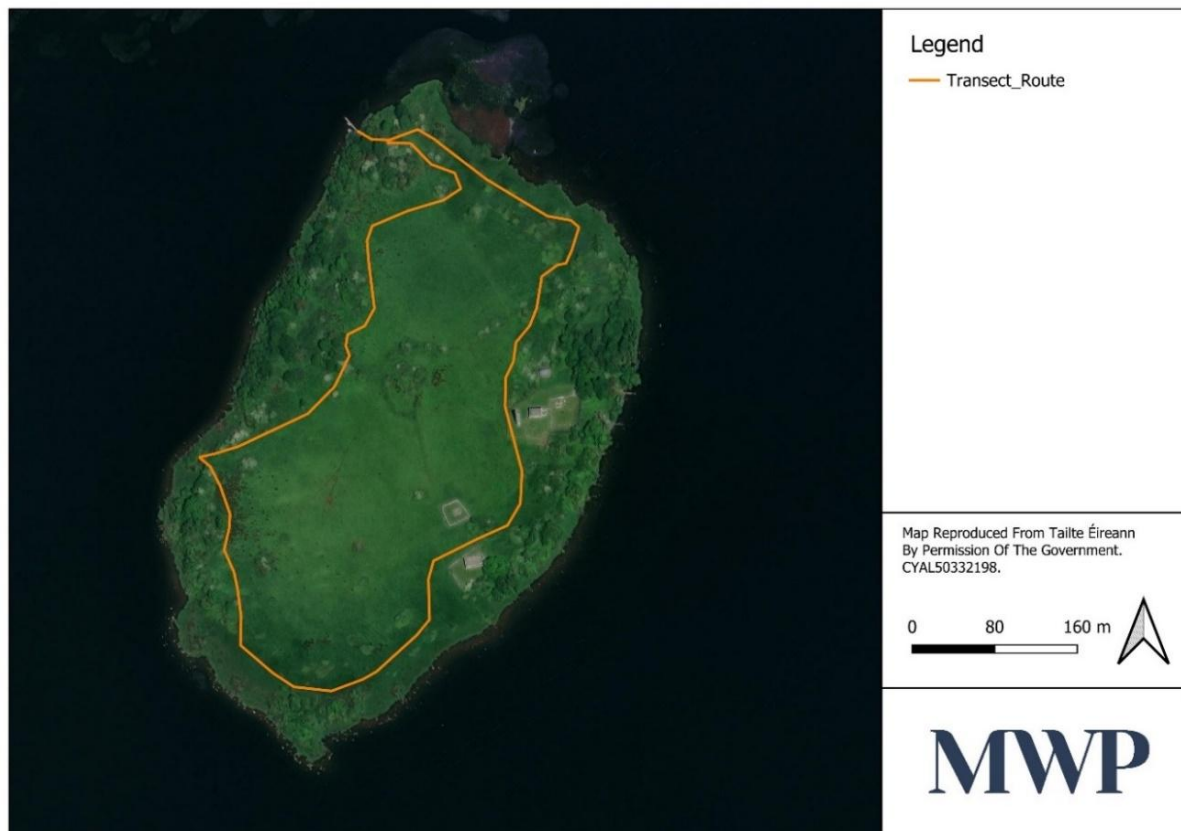 Legend
Transect_Route
Map Reproduced From Tailte Éireann
By Permission Of The Government.
CYAL50332198.
0 80 160 m
MWP